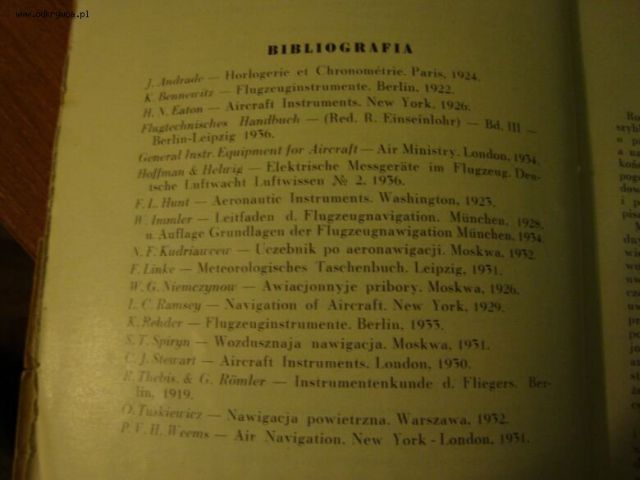 www.odkrywca.pl
BIBLIOGRAFIA
J. Andrade — Horlogerie et Chronométrie. Paris, 1924.
K. Bennewitz — Flugzeuginstrumente. Berlin, 1922.
H. N. Eaton — Aircraft Instruments. New York. 1926.
Flugtechnisches Handbuch — (Red. R. Einseinlohr) — Bd. III —
Berlin-Leipzig 1936.
General Instr. Equipment for Aircraft — Air Ministry. London, 1934.
Hoffman & Helwig — Elektrische Messgeräte im Flugzeug. Deu-
tsche Luftwacht Luftwissen № 2. 1936.
F. L. Hunt — Aeronautic Instruments. Washington, 1923.
W. Immler — Leitfaden d. Flugzeugnavigation. München, 1928.
u. Auflage Grundlagen der Flugzeugnawigation München, 1934.
N. F. Kudriawcew — Uczebnik po aeronawigacji. Moskwa, 1932.
F. Linke — Meteorologisches Taschenbuch. Leipzig, 1931.
W. G. Niemczynow — Awiacjonnyje pribory. Moskwa, 1926.
L. C. Ramsey — Navigation of Aircraft. New York, 1929.
K. Rehder — Flugzeuginstrumente. Berlin, 1933.
S. T. Spiryn — Wozdusznaja nawigacja. Moskwa, 1931.
C. J. Stewart — Aircraft Instruments. London, 1930.
E. Thebis. & G. Römler — Instrumentenkunde d. Fliegers. Ber-
lin. 1919.
O. Tuskiewicz — Nawigacja powietrzna. Warszawa, 1932.
P. V. H. Weems — Air Navigation. New York - London, 1931.